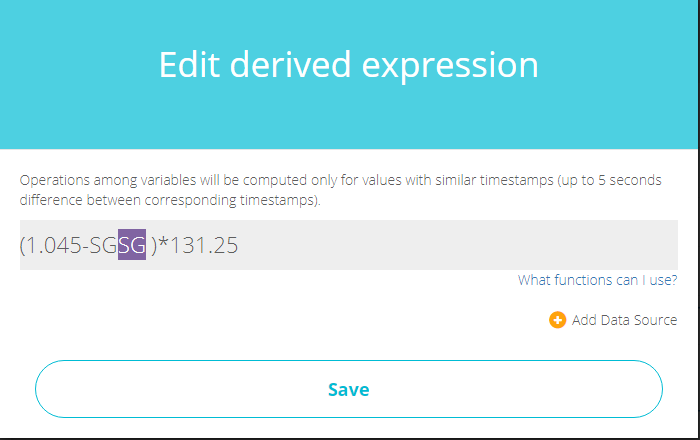 Edit derived expression
Operations among variables will be computed only for values with similar timestamps (up to 5 seconds
difference between corresponding timestamps).
(1.045-SGSG )*131.25
What functions can I use?
Add Data Source
Save